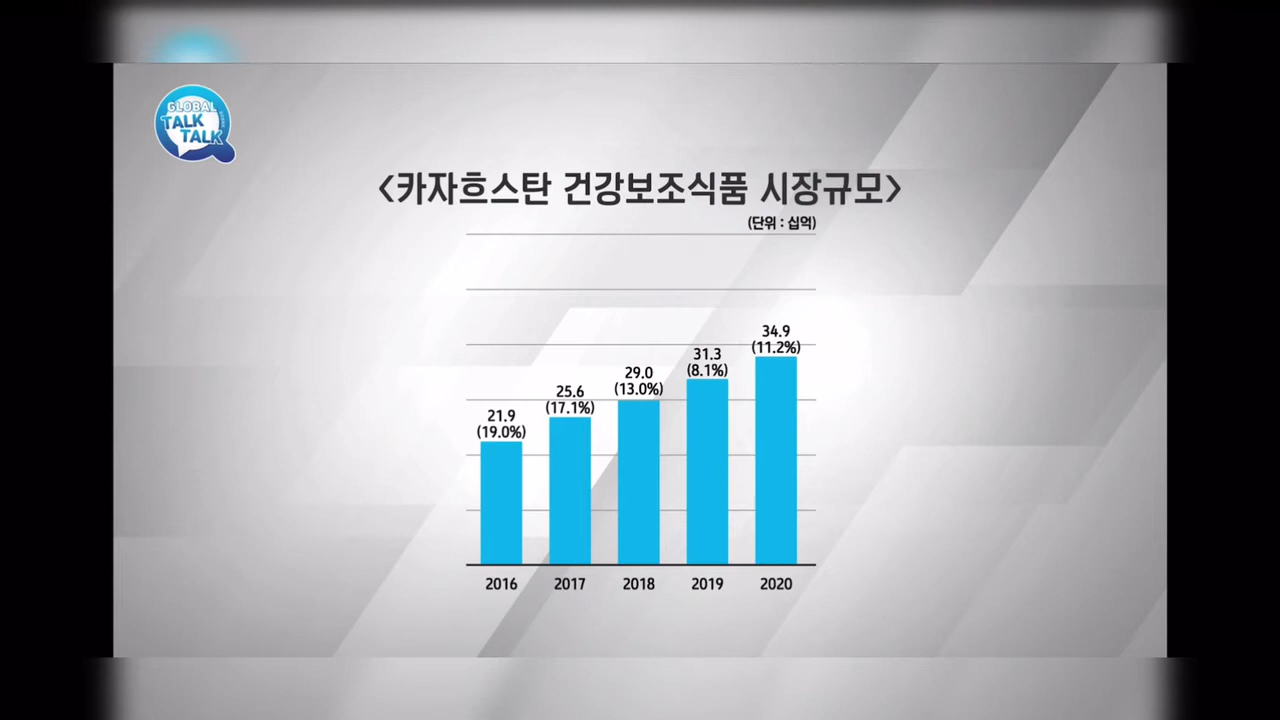 GLOBAL
TALK
TALK
<카자흐스탄 건강보조식품 시장규모>
(단위 : 십억)
34.9
(11.2%)
31.3
(8.1%)
29.0
(13.0%)
25.6
(17.1%)
21.9
(19.0%)
2016 2017 2018 2019 2020